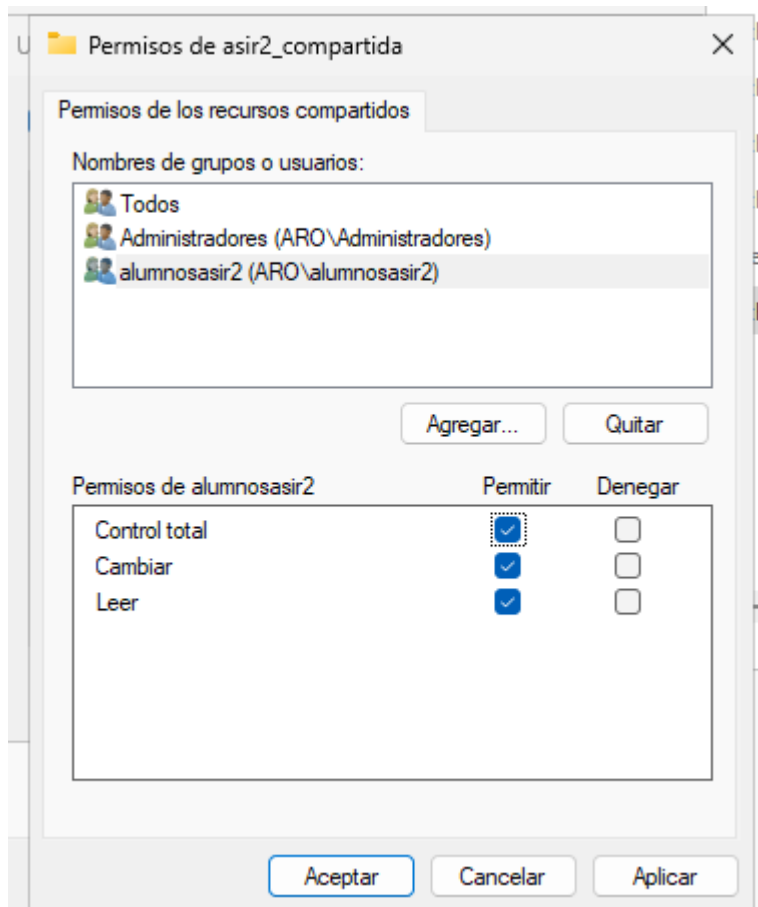 Permisos de asir2_compartida
Permisos de los recursos compartidos
Nombres de grupos o usuarios:
Todos
Administradores (ARO\Administradores)
alumnosasir2 (ARO\alumnosasir2)
Agregar... Quitar
Permisos de alumnosasir2 Permitir Denegar
Control total
Cambiar
Leer
Aceptar Cancelar Aplicar